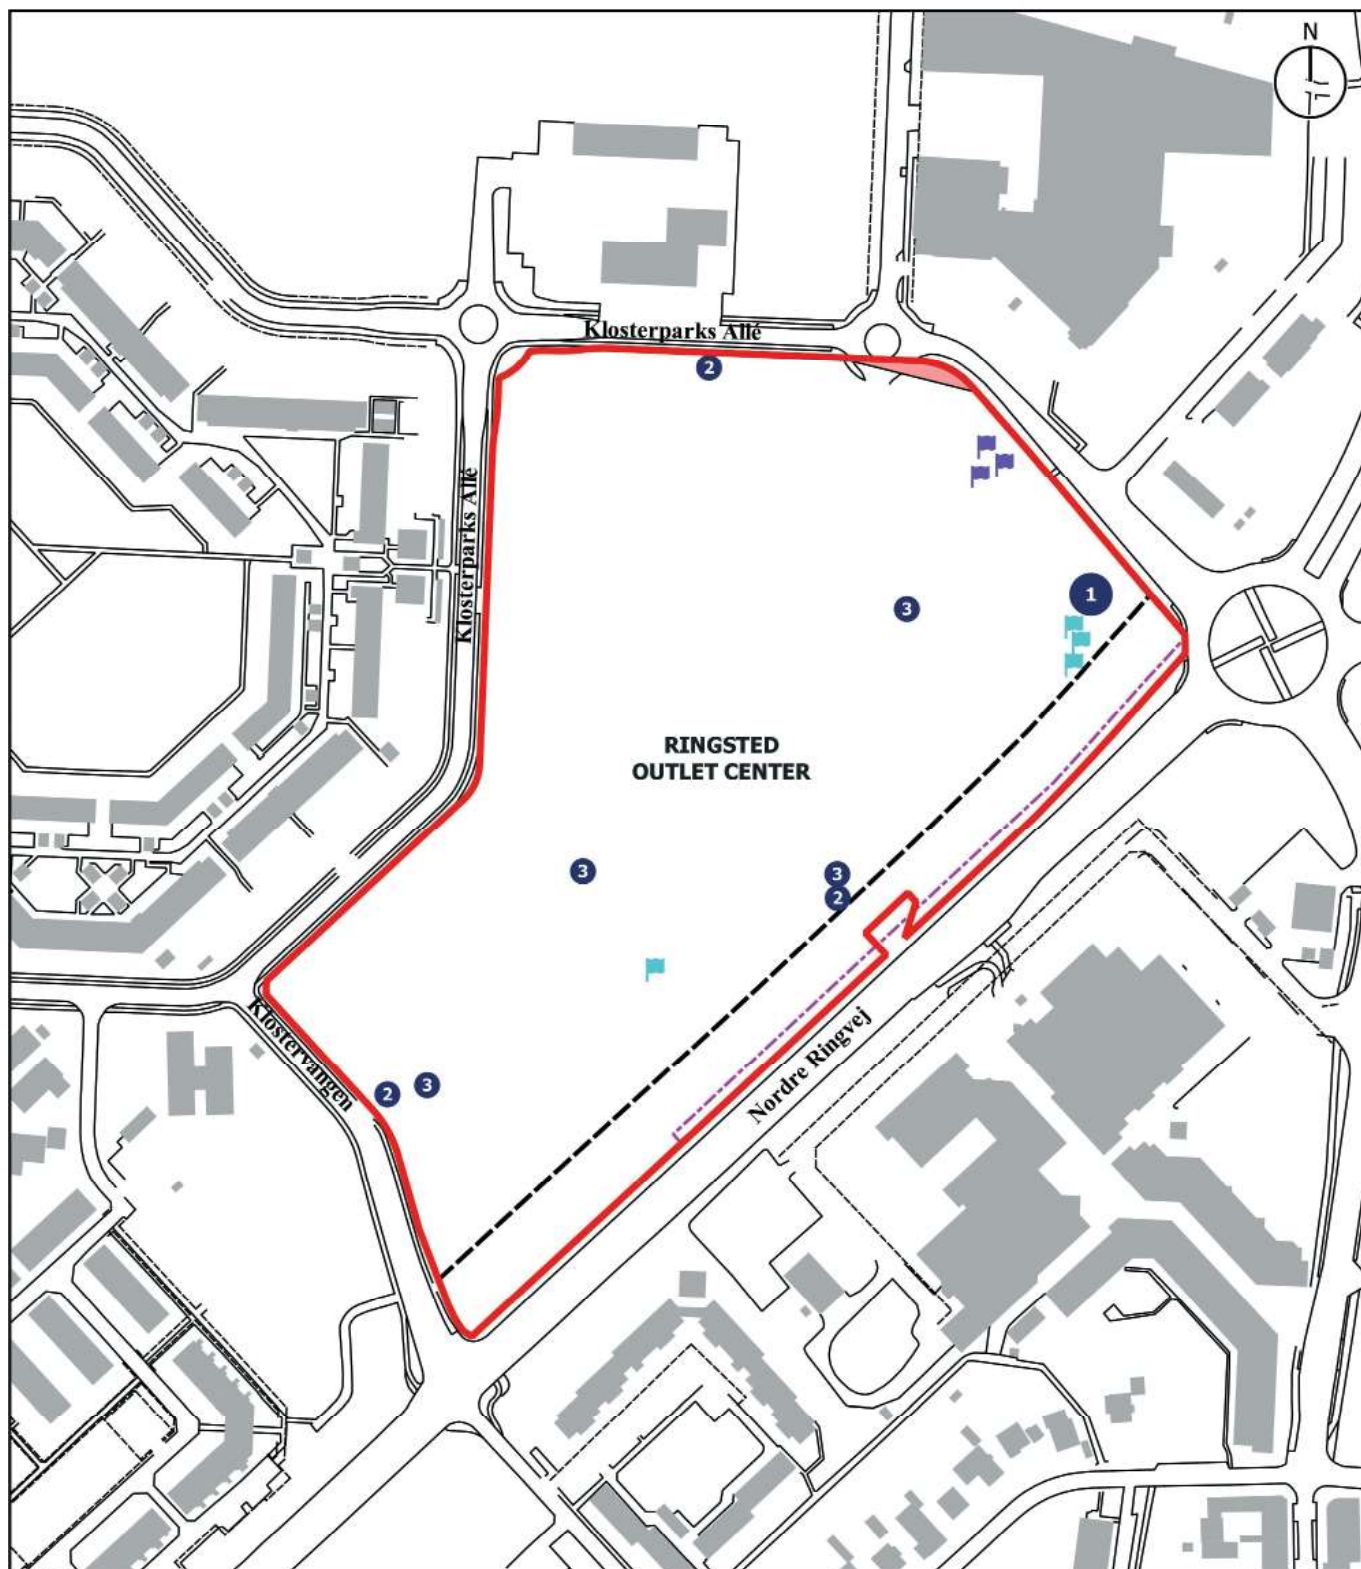 N
Klosterparks Allé
2
Klosterparks Allé
1
3
RINGSTED
OUTLET CENTER
3
3
2
Klostervangen
Nordre Ringvej
2
3